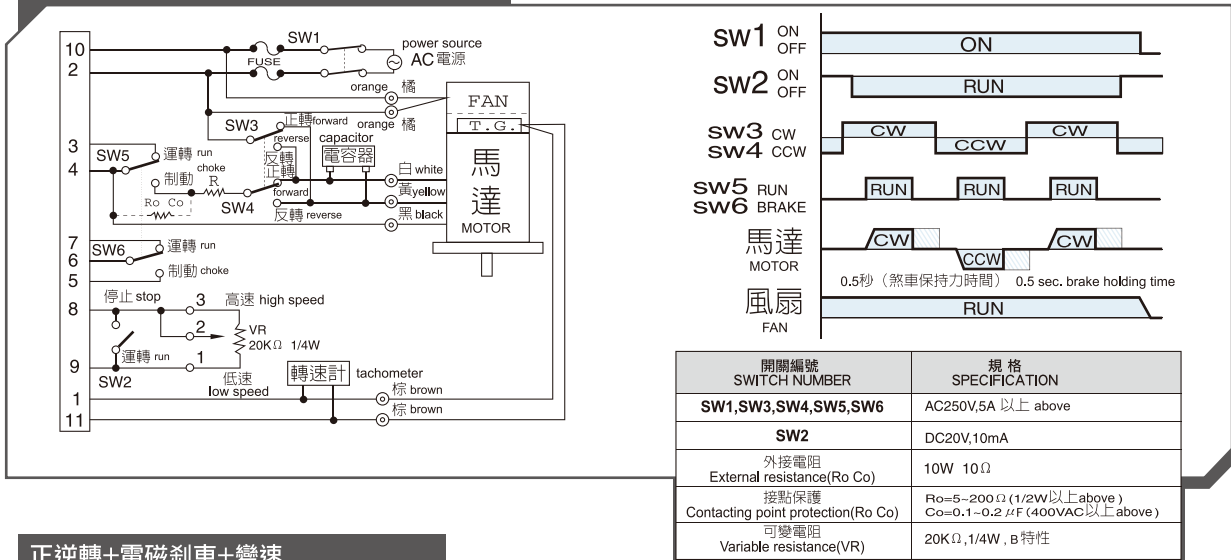 10
2
FUSE
SW1
power source
AC 電源
orange 橘
orange 橘
FAN
T.G.
馬達
MOTOR
3
4
SW5
運轉 run
制動 choke
R
Ro Co
SW3
正轉forward
reverse
反轉
正轉
forward
SW4
反轉 reverse
capacitor
電容器
白 white
黃yellow
黑 black
7
6
5
SW6
運轉 run
制動 choke
8
9
停止 stop
運轉 run
SW2
3 高速 high speed
2
VR
20KΩ 1/4W
1
低速
low speed
轉速計 tachometer
1
11
棕 brown
棕 brown
SW1 ON
OFF
ON
SW2 ON
OFF
RUN
SW3 CW
SW4 CCW
CW
CCW
CW
SW5 RUN
SW6 BRAKE
RUN RUN RUN
馬達
MOTOR
CW
CCW
CW
0.5秒（煞車保持力時間） 0.5 sec. brake holding time
風扇
FAN
RUN
開關編號
SWITCH NUMBER
規 格
SPECIFICATION
SW1,SW3,SW4,SW5,SW6
AC250V,5A 以上 above
SW2
DC20V,10mA
外接電阻
External resistance(Ro Co)
10W 10Ω
接點保護
Contacting point protection(Ro Co)
Ro=5~200Ω(1/2W以上above)
Co=0.1~0.2μF(400VAC以上above)
可變電阻
Variable resistance(VR)
20KΩ,1/4W , B特性
正逆轉+電磁剎車+變速